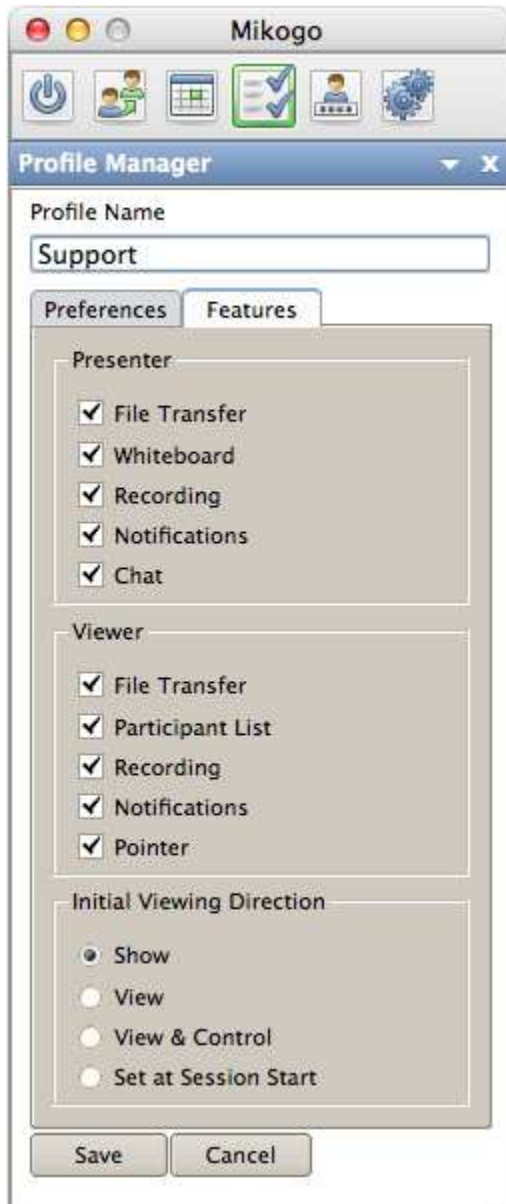 Mikogo
Profile Manager
X
Profile Name
Support
Preferences Features
Presenter
File Transfer
Whiteboard
Recording
Notifications
Chat
Viewer
File Transfer
Participant List
Recording
Notifications
Pointer
Initial Viewing Direction
Show
View
View & Control
Set at Session Start
Save Cancel